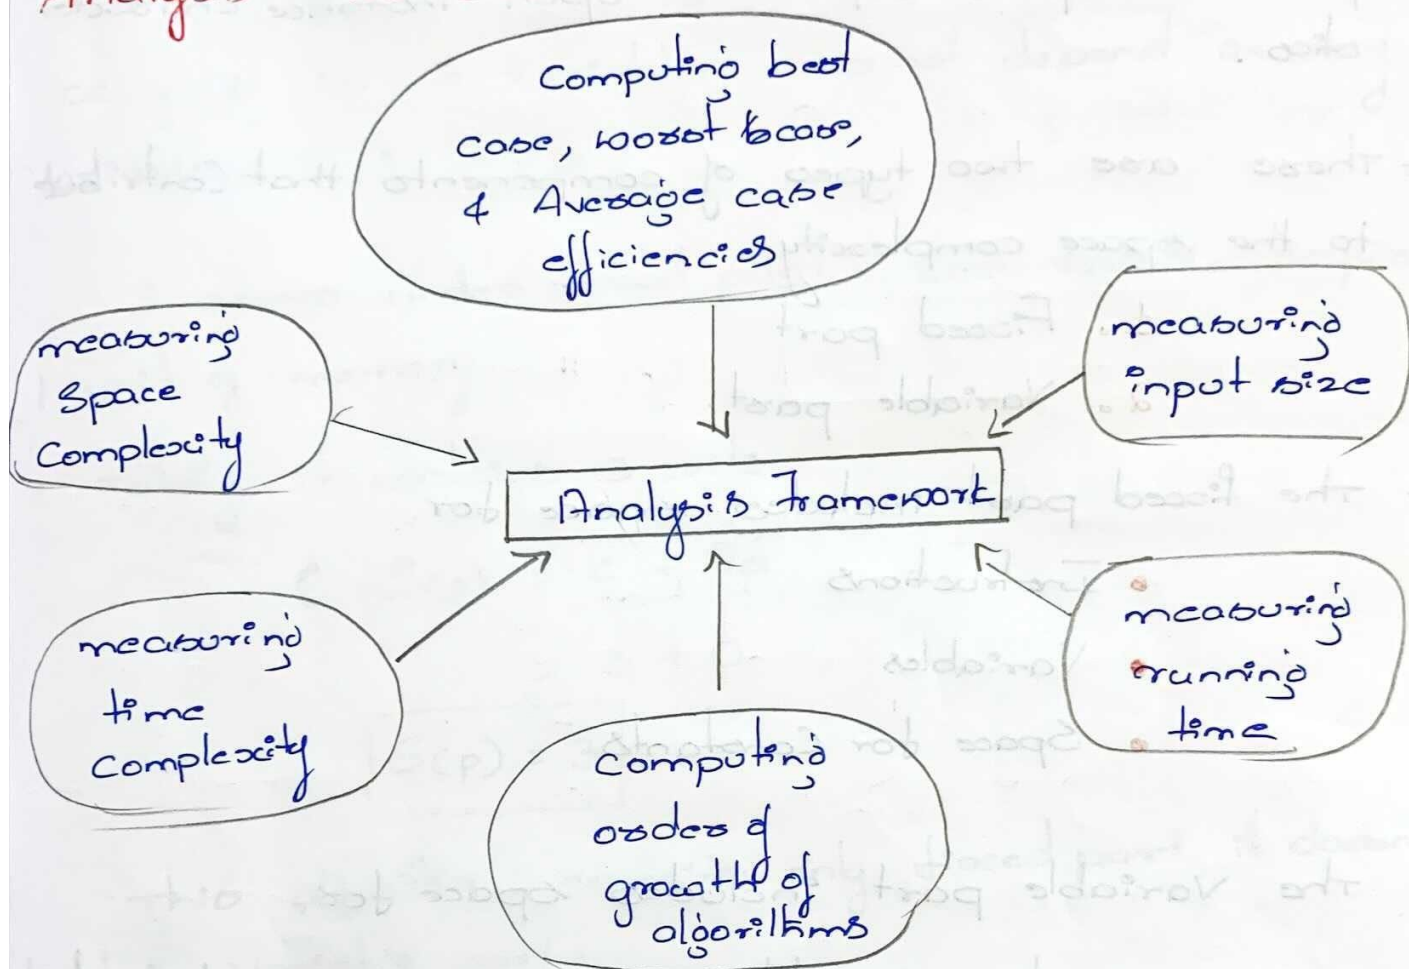 Computing best
case, worst bcase,
& Average case
efficiencies
measuring
Space
Complexity
measuring
input size
Analysis Framework
measuring
time
complexity
measuring
running
time
Computing
order of
growth of
algorithms